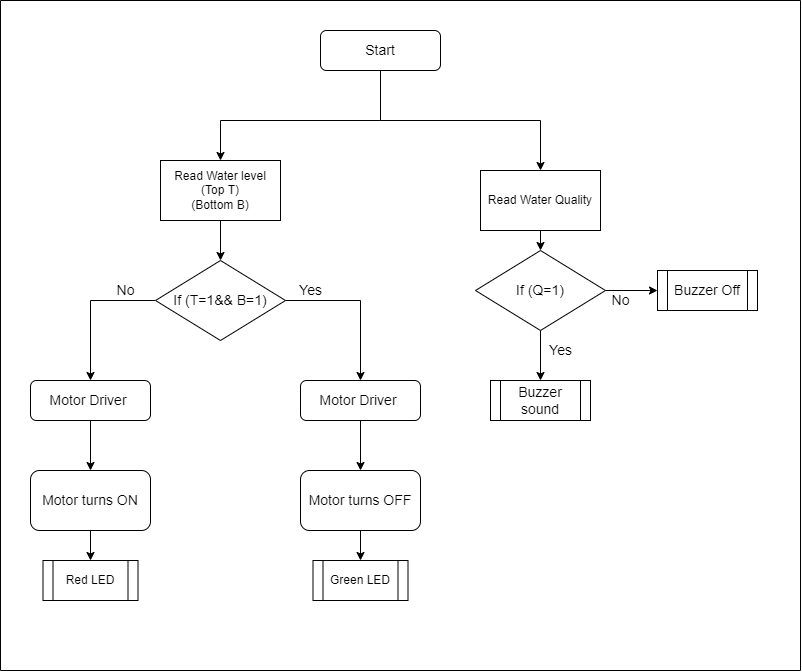 Start
Read Water level
(Top T)
(Bottom B)
Read Water Quality
If (T=1&& B=1)
No
Yes
If (Q=1)
No
Yes
Buzzer Off
Buzzer
sound
Motor Driver
Motor Driver
Motor turns ON
Motor turns OFF
Red LED
Green LED